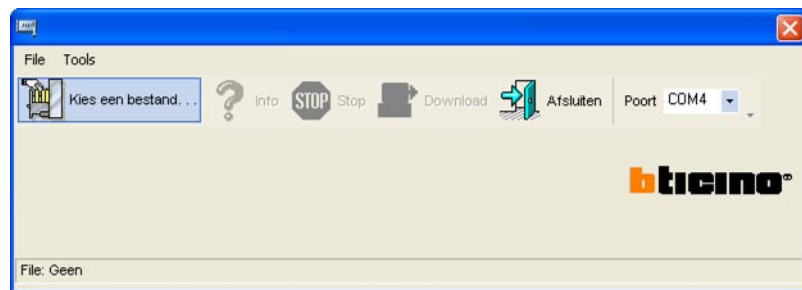 File Tools
Kies een bestand. . . Info STOP Stop Download Afsluiten Poort COM4
bticino
File: Geen